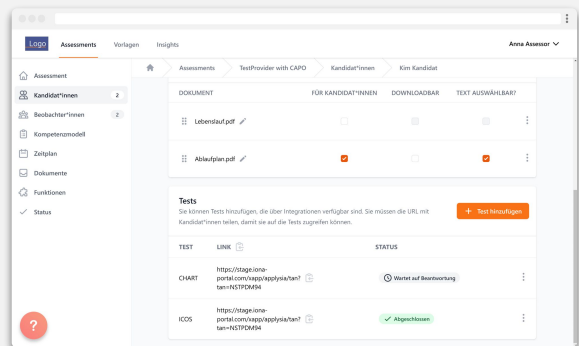 Logo
Assessments
Vorlagen
Insights
Anna Assessor
Assessment
Kandidat*innen 2
Beobachter*innen 2
Kompetenzmodell
Zeitplan
Dokumente
Funktionen
Status
Assessments
TestProvider with CAPO
Kandidat*innen
Kim Kandidat
DOKUMENT FÜR KANDIDAT*INNEN DOWNLOADBAR TEXT AUSWÄHLBAR?
Lebenslauf.pdf
Ablaufplan.pdf
Tests
Sie können Tests hinzufügen, die über Integrationen verfügbar sind. Sie müssen die URL mit
Kandidat*innen teilen, damit sie auf die Tests zugreifen können.
+ Test hinzufügen
TEST LINK STATUS
CHART
https://stage.iona-
portal.com/xapp/applysia/tan?
tan=NSTPDM94
Wartet auf Beantwortung
ICOS
https://stage.iona-
portal.com/xapp/applysia/tan?
tan=NSTPDM94
Abgeschlossen
?